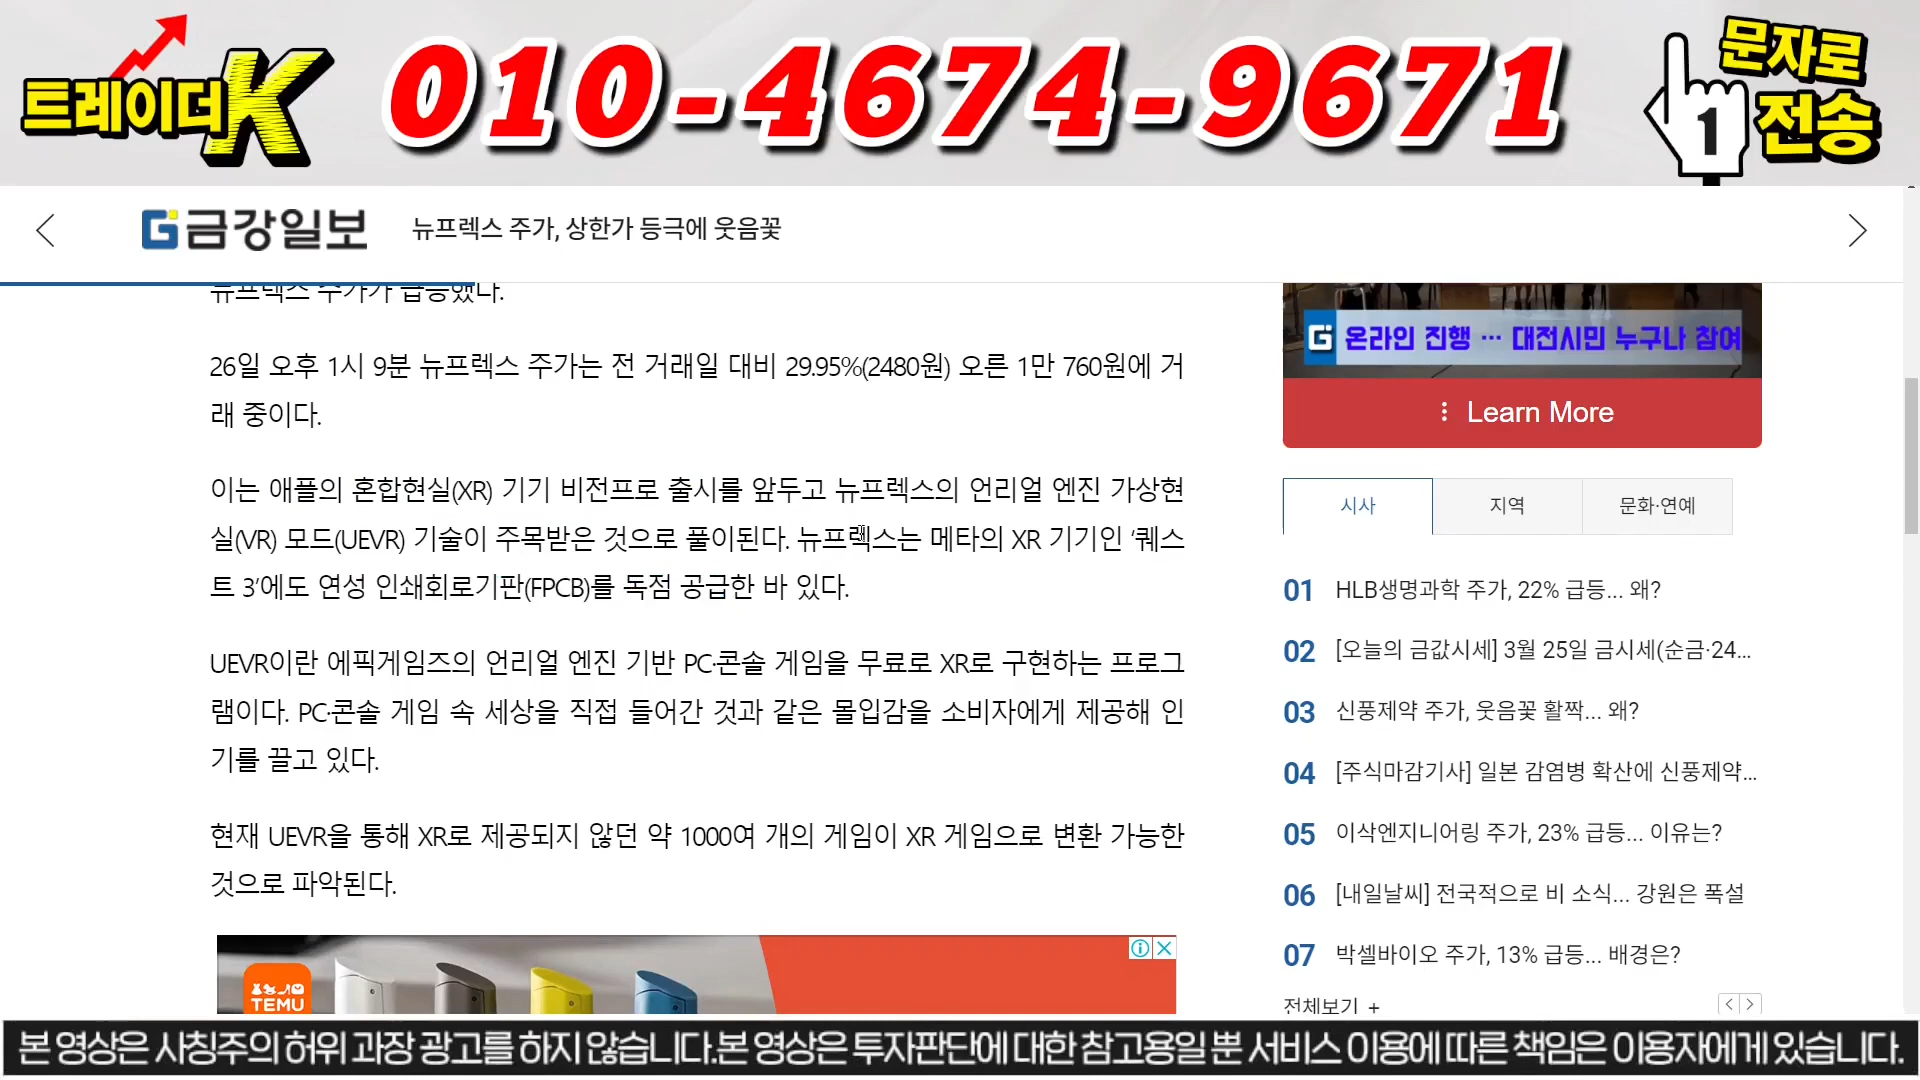 트레이더K
010-4674-9671
문자로
1 전송
금강일보
뉴프렉스 주가, 상한가 등극에 웃음꽃
뉴프렉스 주가가 급등했다.
26일 오후 1시 9분 뉴프렉스 주가는 전 거래일 대비 29.95%(2480원) 오른 1만 760원에 거
래 중이다.
이는 애플의 혼합현실(XR) 기기 비전프로 출시를 앞두고 뉴프렉스의 언리얼 엔진 가상현
실(VR) 모드(UEVR) 기술이 주목받은 것으로 풀이된다. 뉴프렉스는 메타의 XR 기기인 ‘퀘스
트 3’에도 연성 인쇄회로기판(FPCB)를 독점 공급한 바 있다.
UEVR이란 에픽게임즈의 언리얼 엔진 기반 PC·콘솔 게임을 무료로 XR로 구현하는 프로그
램이다. PC·콘솔 게임 속 세상을 직접 들어간 것과 같은 몰입감을 소비자에게 제공해 인
기를 끌고 있다.
현재 UEVR을 통해 XR로 제공되지 않던 약 1000여 개의 게임이 XR 게임으로 변환 가능한
것으로 파악된다.
TEMU
온라인 진행 … 대전시민 누구나 참여
Learn More
시사
지역
문화·연예
01 HLB생명과학 주가, 22% 급등... 왜?
02 [오늘의 금값시세] 3월 25일 금시세(순금·24...
03 신풍제약 주가, 웃음꽃 활짝... 왜?
04 [주식마감기사] 일본 감염병 확산에 신풍제약...
05 이삭엔지니어링 주가, 23% 급등... 이유는?
06 [내일날씨] 전국적으로 비 소식... 강원은 폭설
07 박셀바이오 주가, 13% 급등... 배경은?
전체보기 +
본 영상은 사칭주의 허위 과장 광고를 하지 않습니다.본 영상은 투자판단에 대한 참고용일 뿐 서비스 이용에 따른 책임은 이용자에게 있습니다.